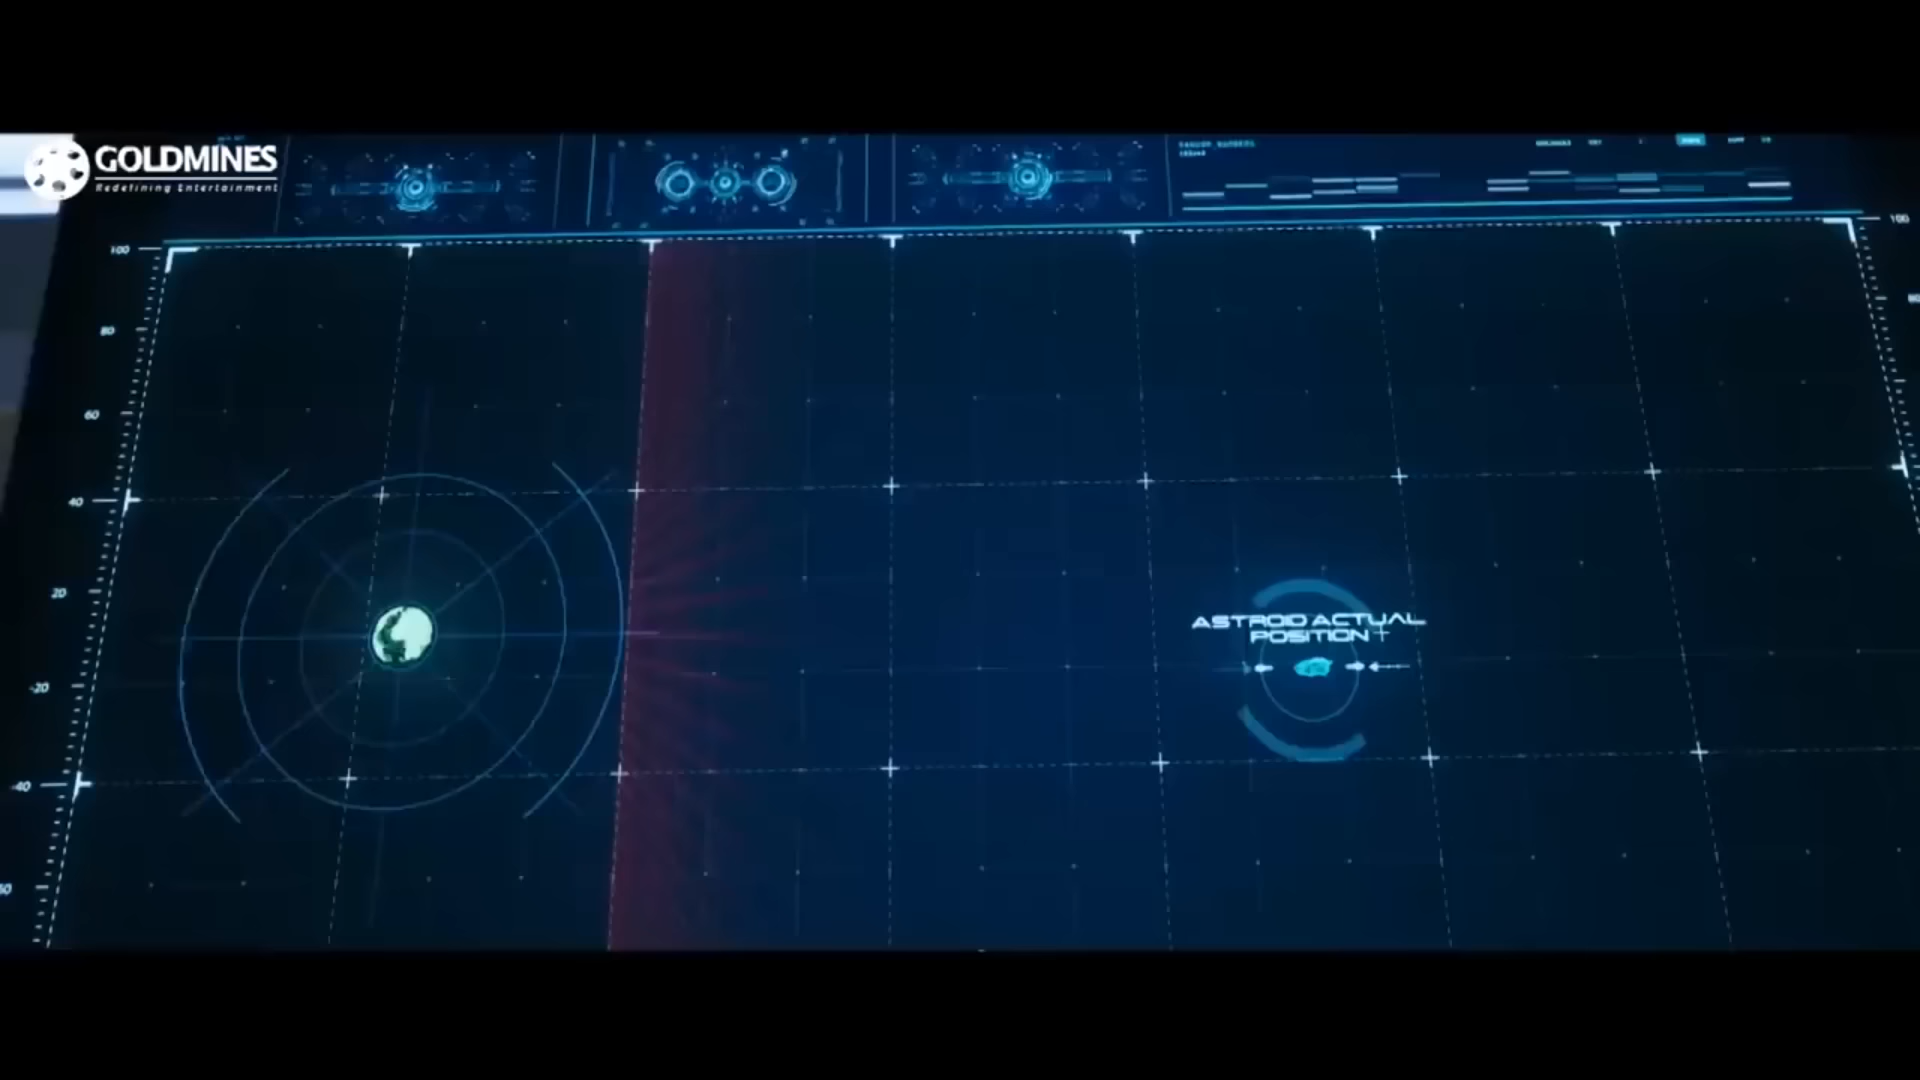 GOLDMINES
Redefining Entertainment
100
100
80
60
40
20
-20
-40
ASTROID ACTUAL
POSITION